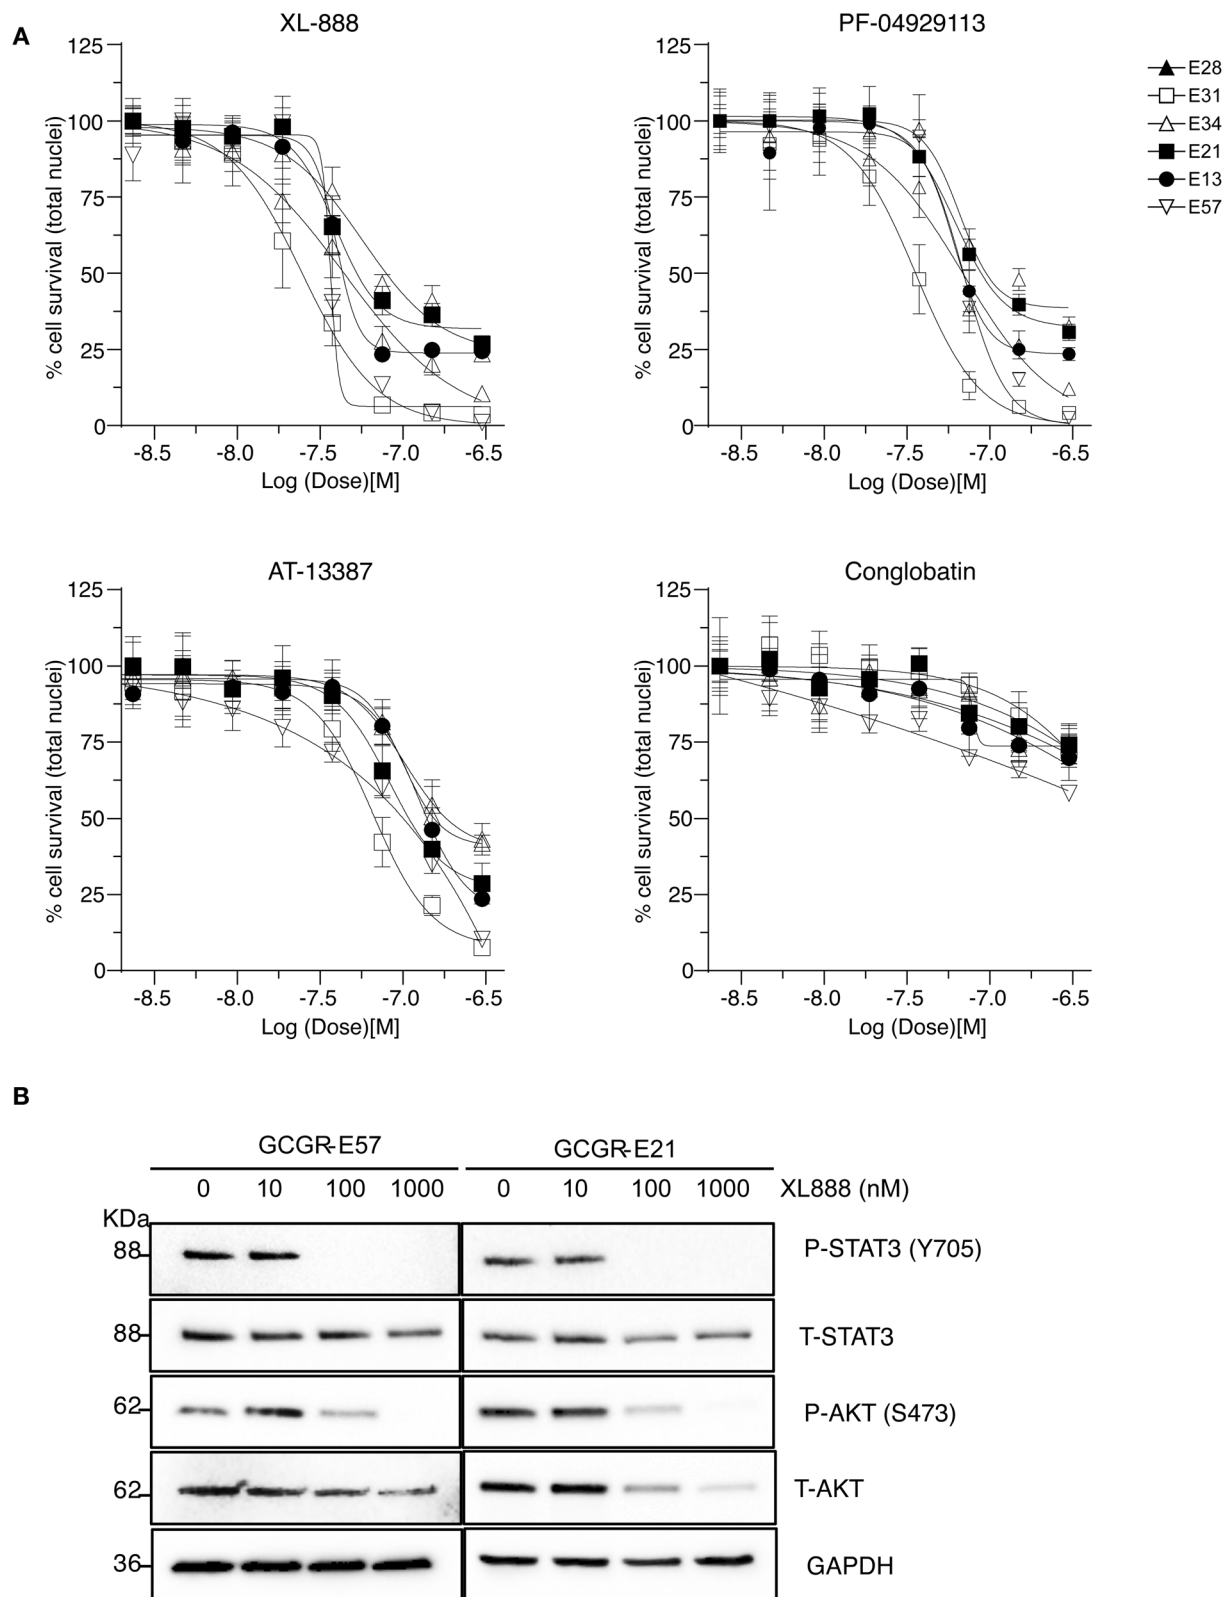 A
XL-888
125
100
75
50
25
0
% cell survival (total nuclei)
-8.5 -8.0 -7.5 -7.0 -6.5
Log (Dose)[M]
PF-04929113
125
100
75
50
25
0
% cell survival (total nuclei)
-8.5 -8.0 -7.5 -7.0 -6.5
Log (Dose)[M]
E28
E31
E34
E21
E13
E57
AT-13387
125
100
75
50
25
0
% cell survival (total nuclei)
-8.5 -8.0 -7.5 -7.0 -6.5
Log (Dose)[M]
Conglobatin
125
100
75
50
25
0
% cell survival (total nuclei)
-8.5 -8.0 -7.5 -7.0 -6.5
Log (Dose)[M]
B
GCGR-E57 GCGR-E21
0 10 100 1000 0 10 100 1000 XL888 (nM)
KDa
88 P-STAT3 (Y705)
88 T-STAT3
62 P-AKT (S473)
62 T-AKT
36 GAPDH